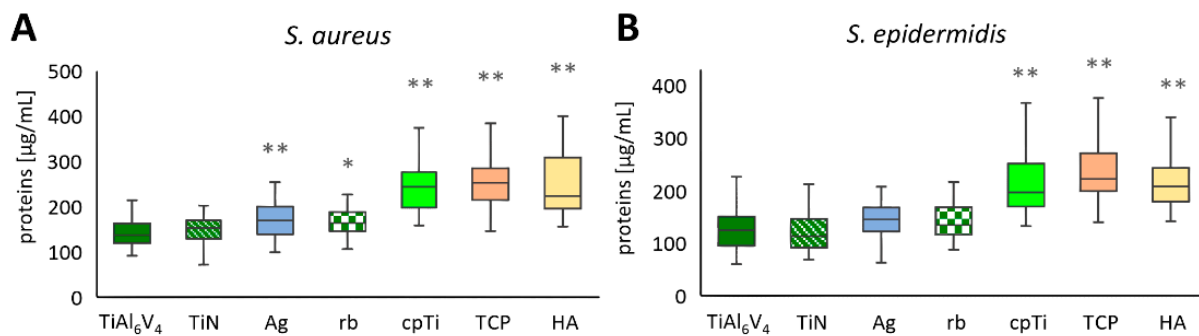 A
S. aureus
proteins [µg/mL]
500
400
300
200
100
0
**
*
**
**
**
TiAl₆V₄ TiN Ag rb cpTi TCP HA
B
S. epidermidis
proteins [µg/mL]
400
300
200
100
0
**
**
**
TiAl₆V₄ TiN Ag rb cpTi TCP HA